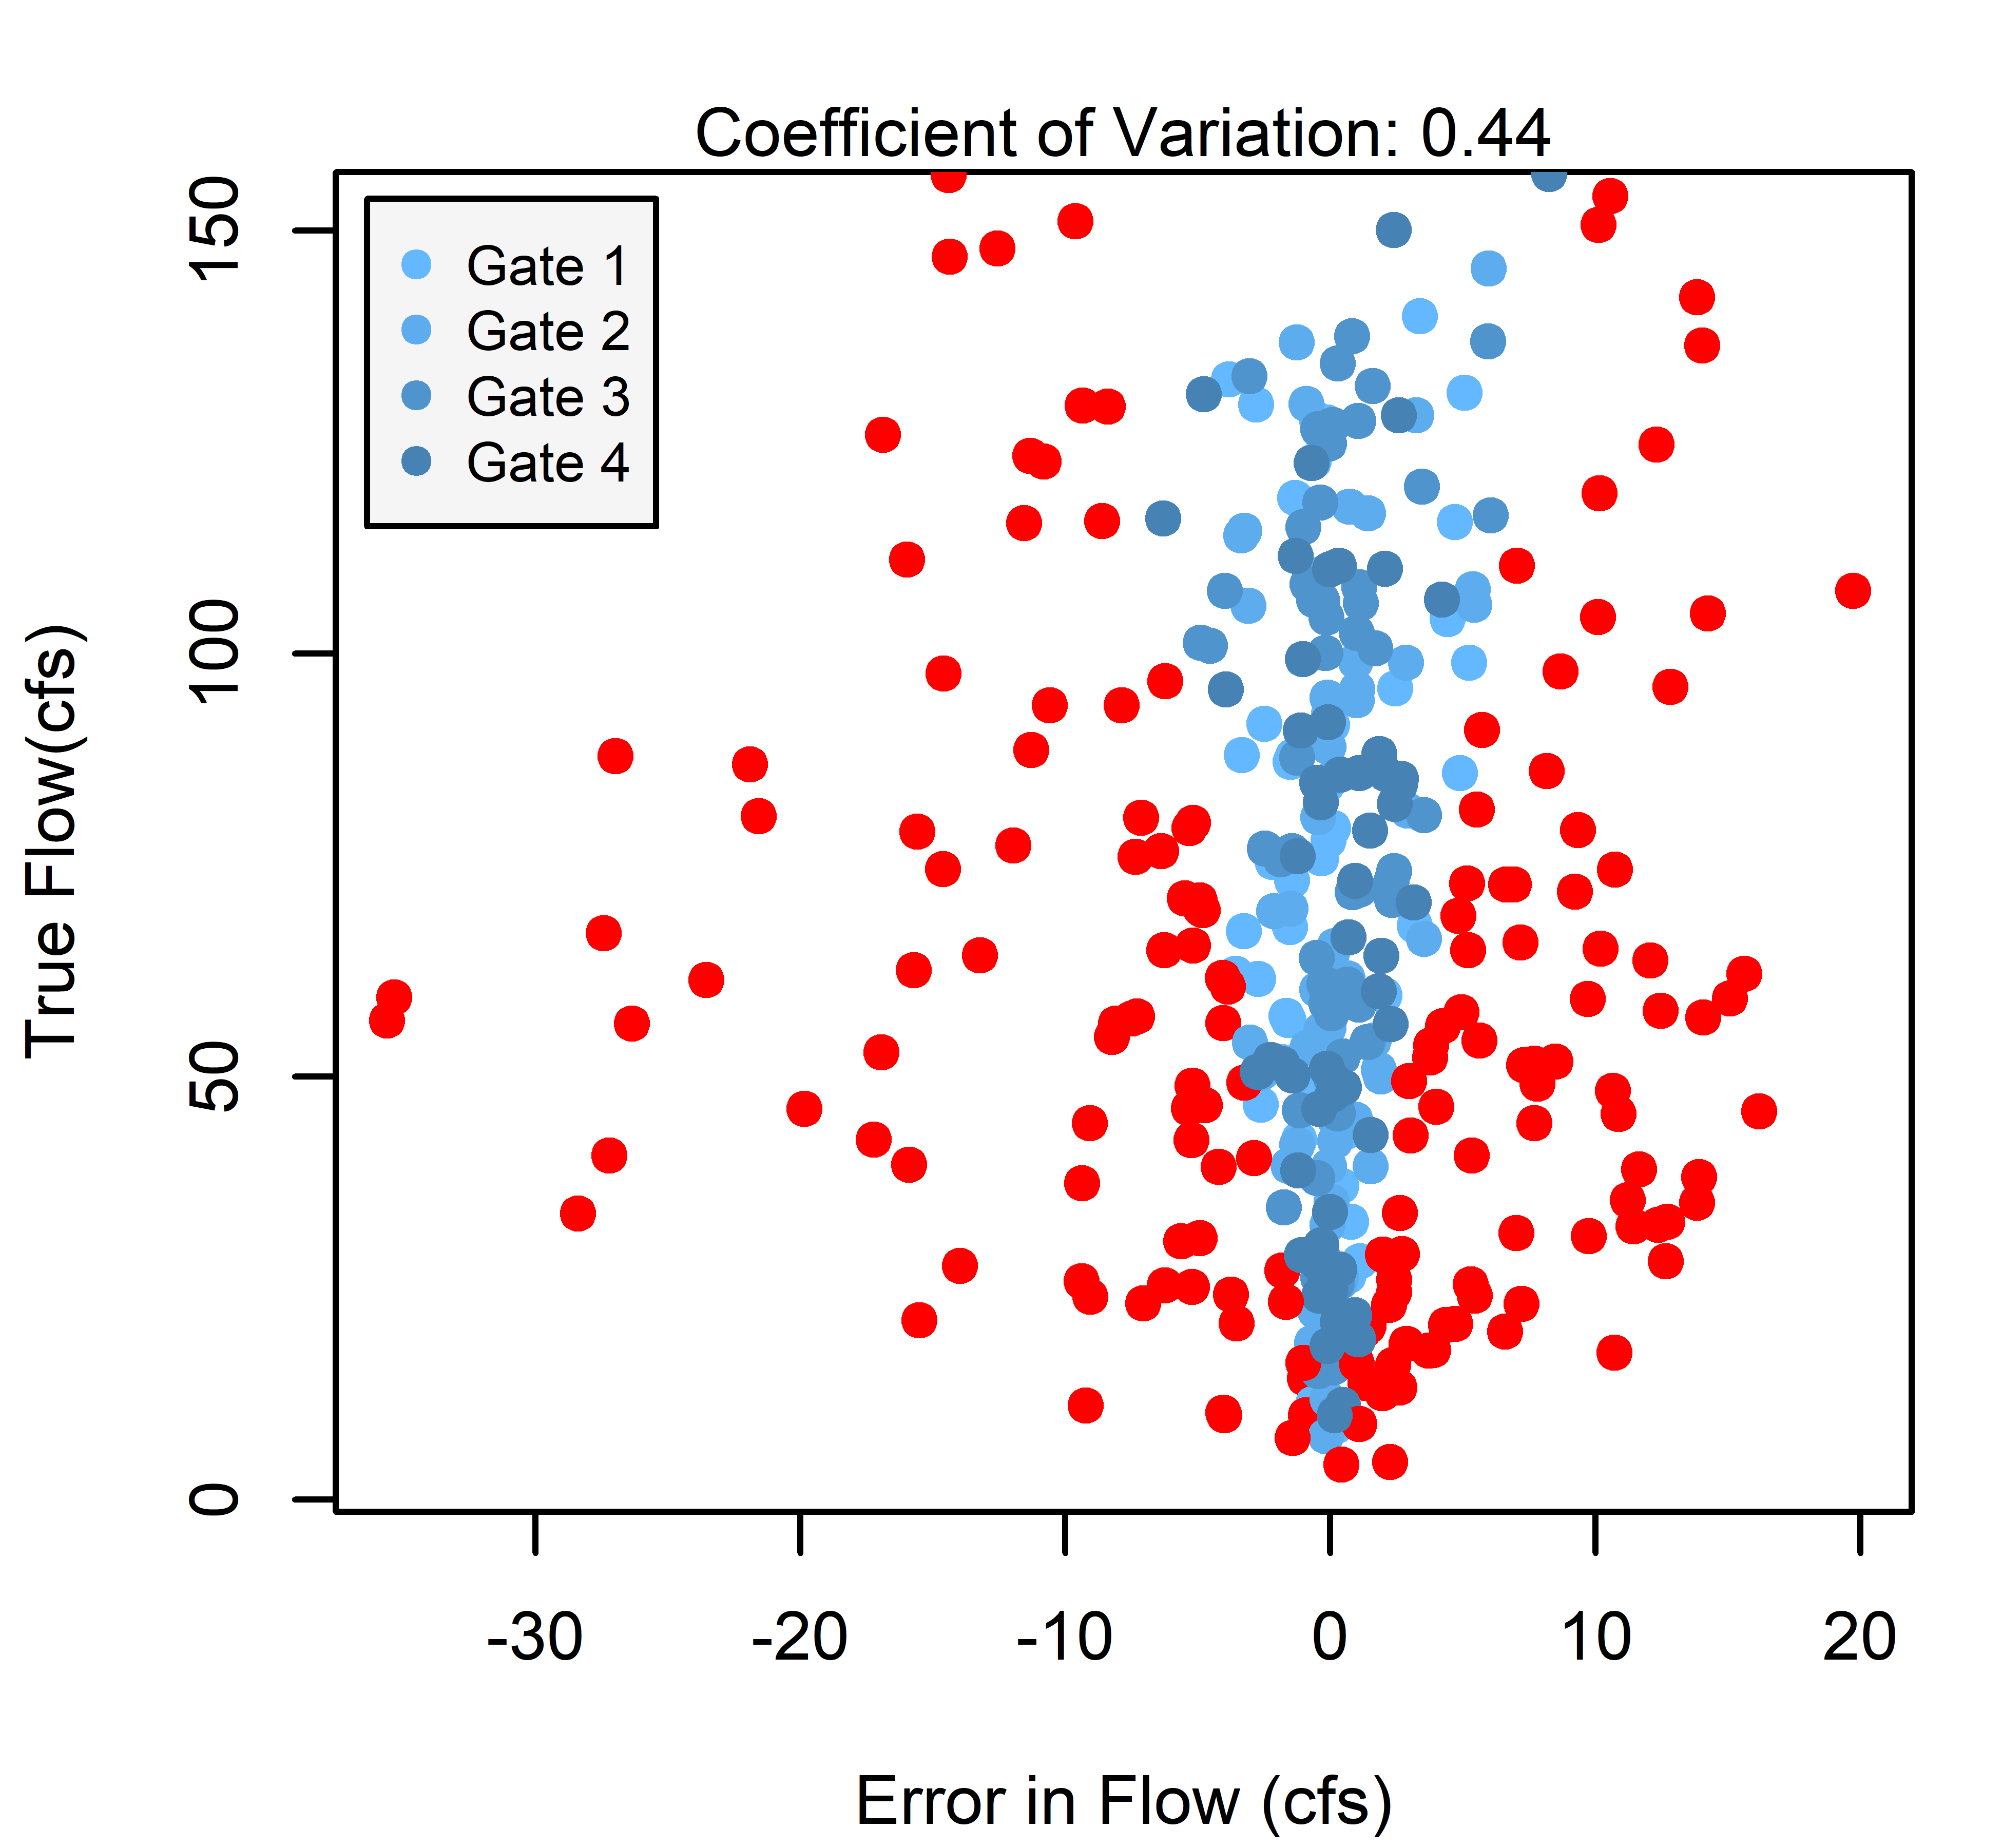 Coefficient of Variation: 0.44
Gate 1
Gate 2
Gate 3
Gate 4
True Flow(cfs)
150
100
50
0
-30 -20 -10 0 10 20
Error in Flow (cfs)